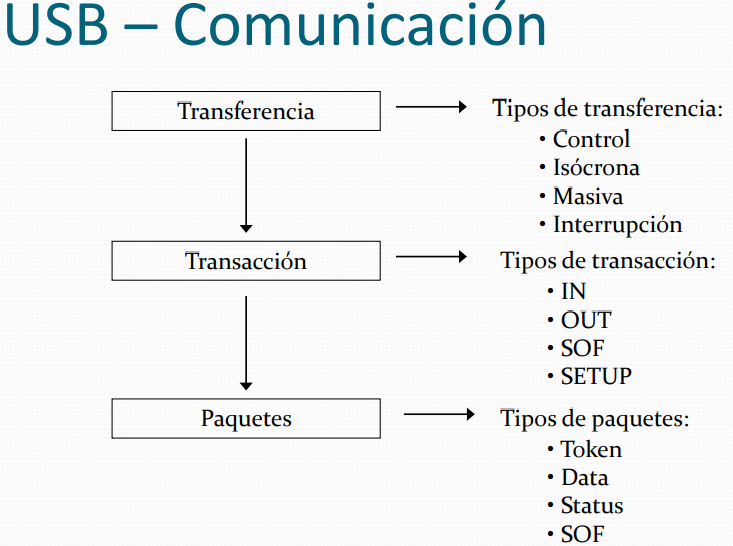 USB – Comunicación
Transferencia
Tipos de transferencia:
• Control
• Isócrona
• Masiva
• Interrupción
Transacción
Tipos de transacción:
• IN
• OUT
• SOF
• SETUP
Paquetes
Tipos de paquetes:
• Token
• Data
• Status
• SOF